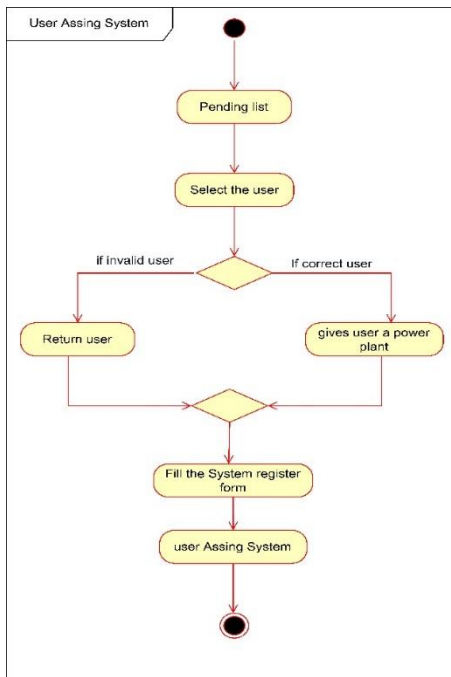 User Assing System
Pending list
Select the user
if invalid user
If correct user
Return user
gives user a power
plant
Fill the System register
form
user Assing System